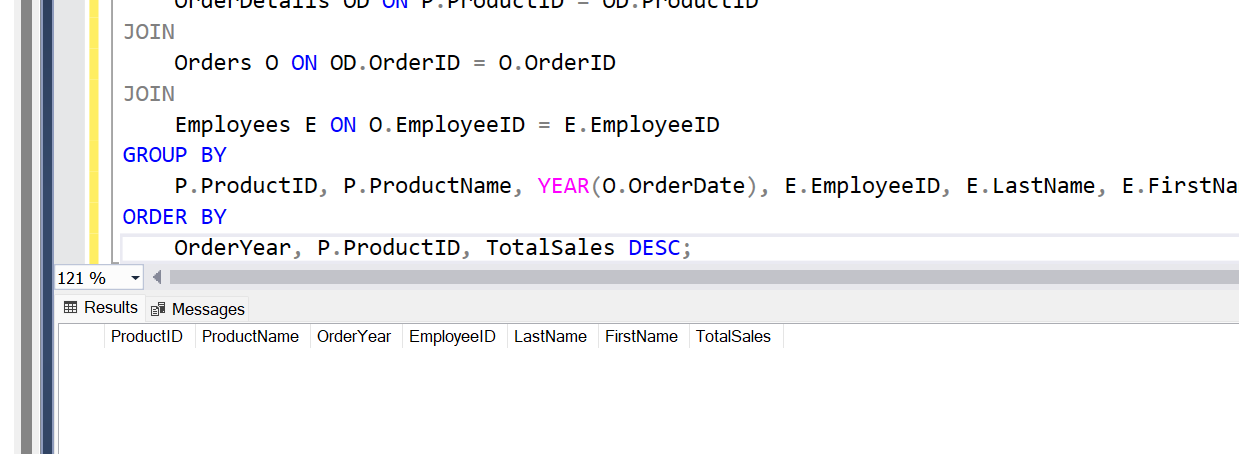 OrderDetails OD ON P.ProductID = OD.ProductID
JOIN
Orders O ON OD.OrderID = O.OrderID
JOIN
Employees E ON O.EmployeeID = E.EmployeeID
GROUP BY
P.ProductID, P.ProductName, YEAR(O.OrderDate), E.EmployeeID, E.LastName, E.FirstNa
ORDER BY
OrderYear, P.ProductID, TotalSales DESC;
121 %
Results Messages
ProductID ProductName OrderYear EmployeeID LastName FirstName TotalSales